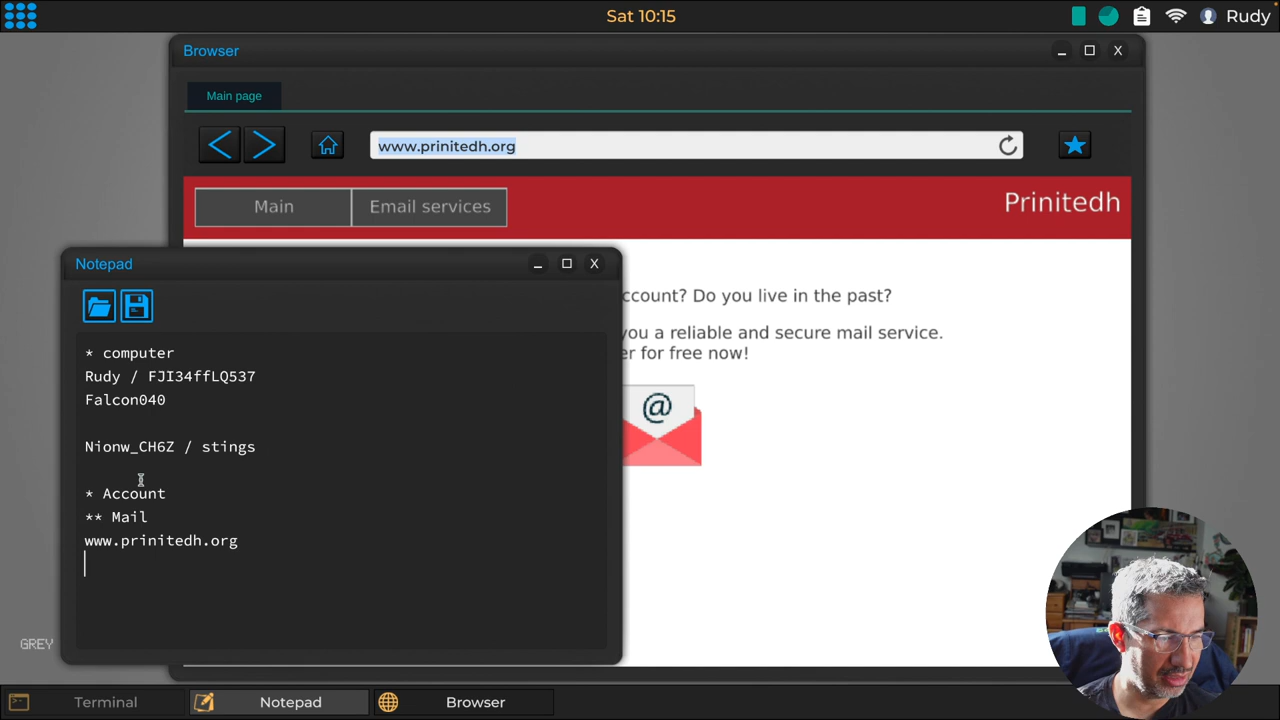 Sat 10:15
Rudy
Browser
X
Main page
www.prinitedh.org
Main
Email services
Prinitedh
Notepad
X
ccount? Do you live in the past?
you a reliable and secure mail service.
er for free now!
@
* computer
Rudy / FJI34ffLQ537
Falcon040
Nionw_CH6Z / stings
* Account
** Mail
www.prinitedh.org
GREY
Terminal
Notepad
Browser